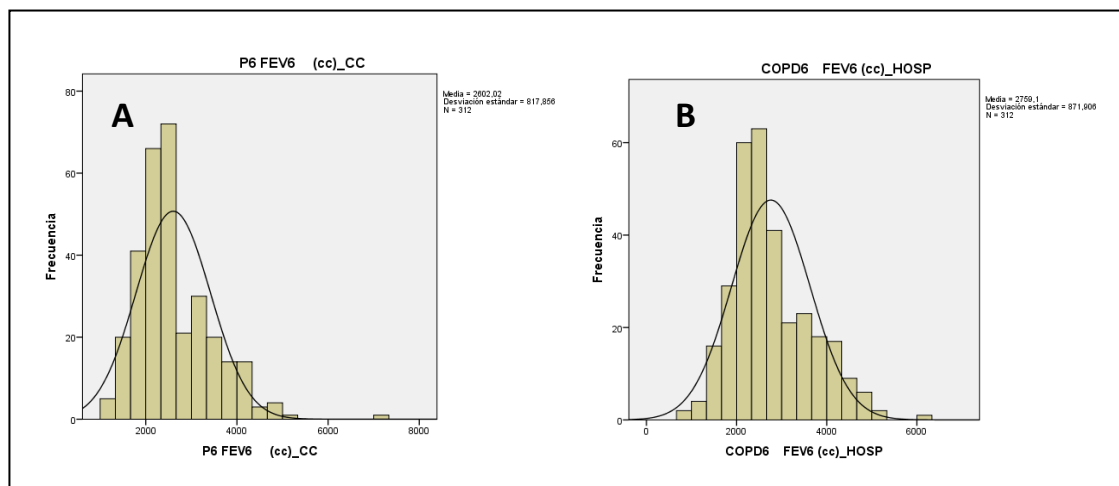 P6 FEV6 (cc)_CC
Media = 2602,02
Desviación estándar = 817,856
N = 312
A
80
60
40
20
0
Frecuencia
2000 4000 6000 8000
P6 FEV6 (cc)_CC
COPD6 FEV6 (cc)_HOSP
Media = 2759,1
Desviación estándar = 871,906
N = 312
B
60
40
20
0
Frecuencia
0 2000 4000 6000
COPD6 FEV6 (cc)_HOSP